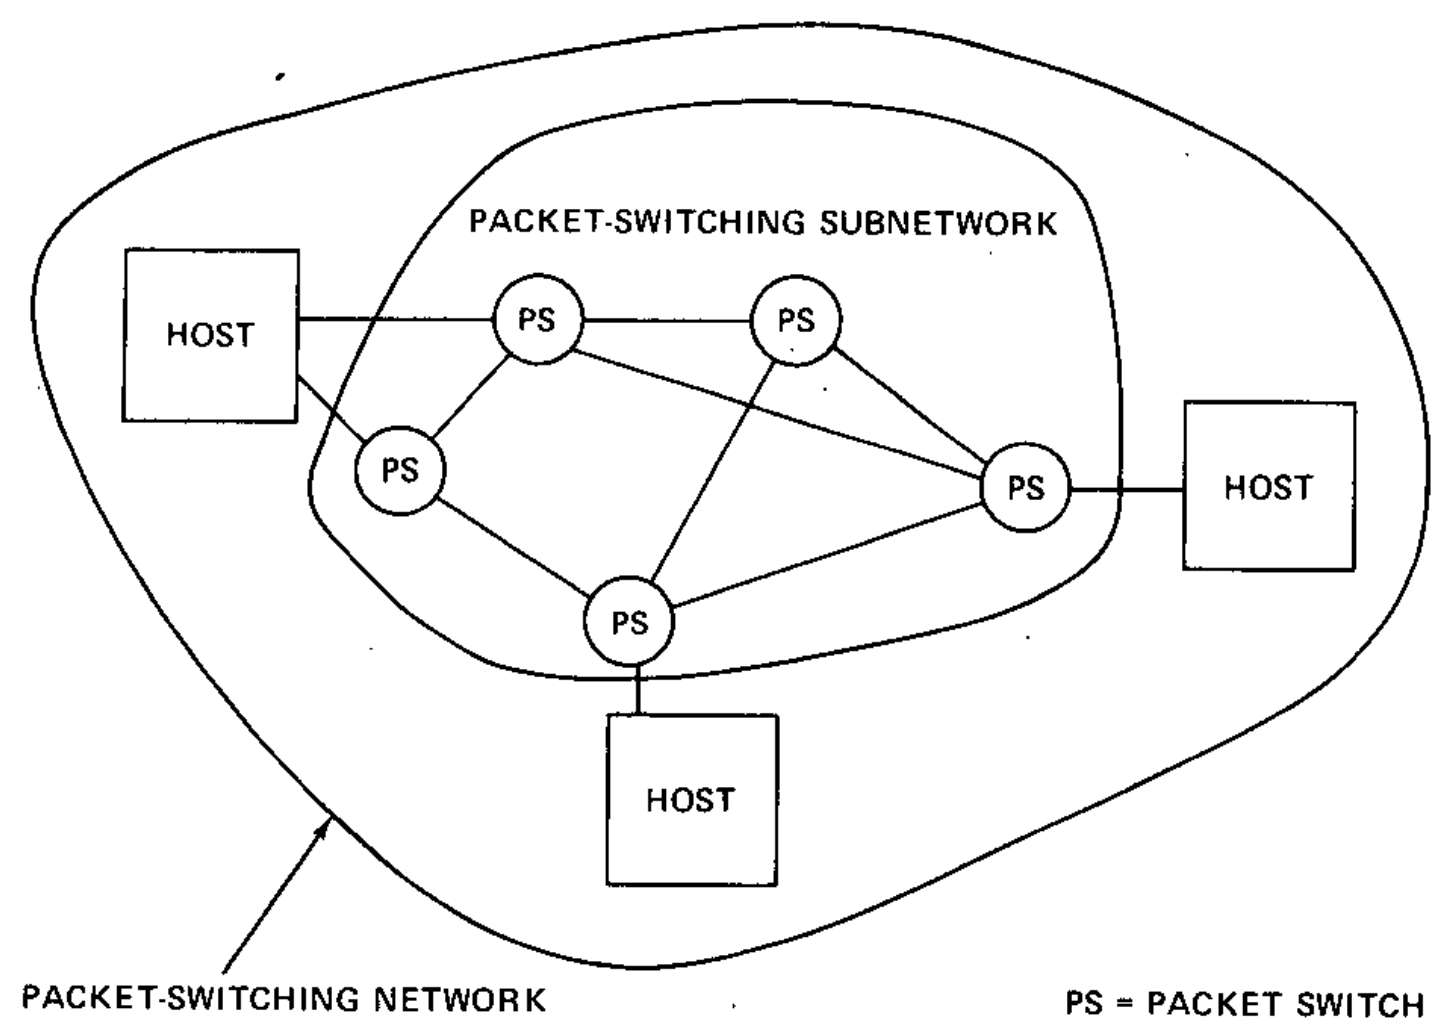 PACKET-SWITCHING SUBNETWORK
HOST
PS
PS
PS
PS
HOST
PS
HOST
PACKET-SWITCHING NETWORK
PS = PACKET SWITCH